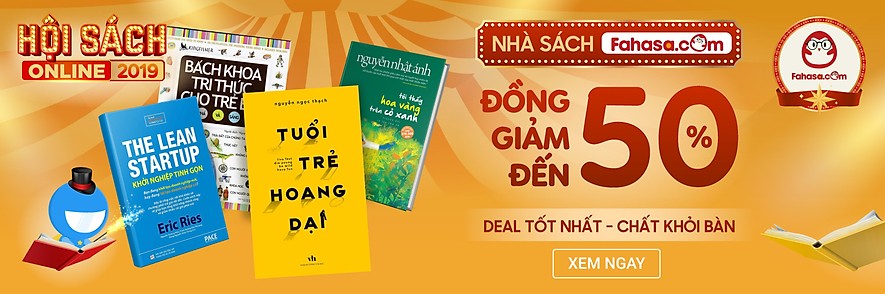 HỘI SÁCH
ONLINE 2019
KINGFISHER
BÁCH KHOA
TRI THỨC
CHO TRẺ
THE LEAN
STARTUP
KHỞI NGHIỆP TINH GỌN
Eric Ries
PACE
nguyễn ngọc thạch
TUỔI
TRẺ
HOANG
DẠI
nguyễn nhật ánh
tôi thấy
hoa vàng
trên cỏ xanh
NHÀ SÁCH Fahasa.com
ĐỒNG
GIẢM
ĐẾN
50%
DEAL TỐT NHẤT - CHẤT KHỎI BÀN
XEM NGAY
Fahasa.com